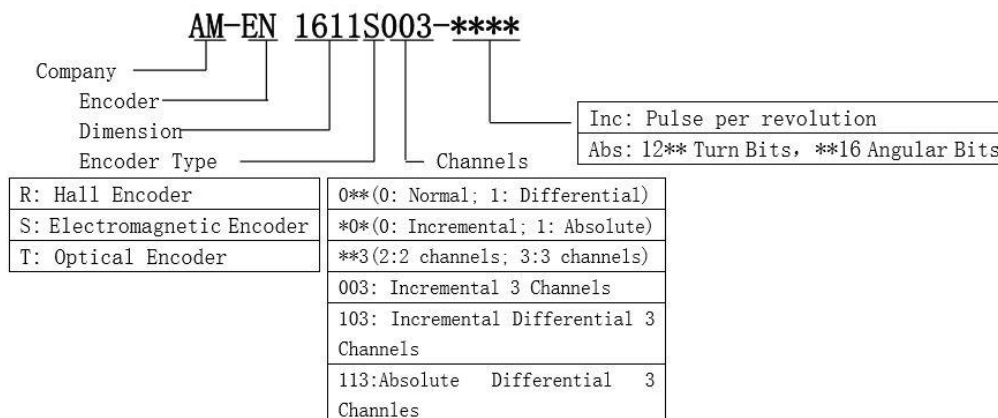 AM-EN 1611S003-****
Company
Encoder
Dimension
Encoder Type
Channels
Inc: Pulse per revolution
Abs: 12** Turn Bits, **16 Angular Bits
R: Hall Encoder
S: Electromagnetic Encoder
T: Optical Encoder
0**(0: Normal; 1: Differential)
*0*(0: Incremental; 1: Absolute)
**3(2:2 channels; 3:3 channels)
003: Incremental 3 Channels
103: Incremental Differential 3
Channels
113:Absolute Differential 3
Channles